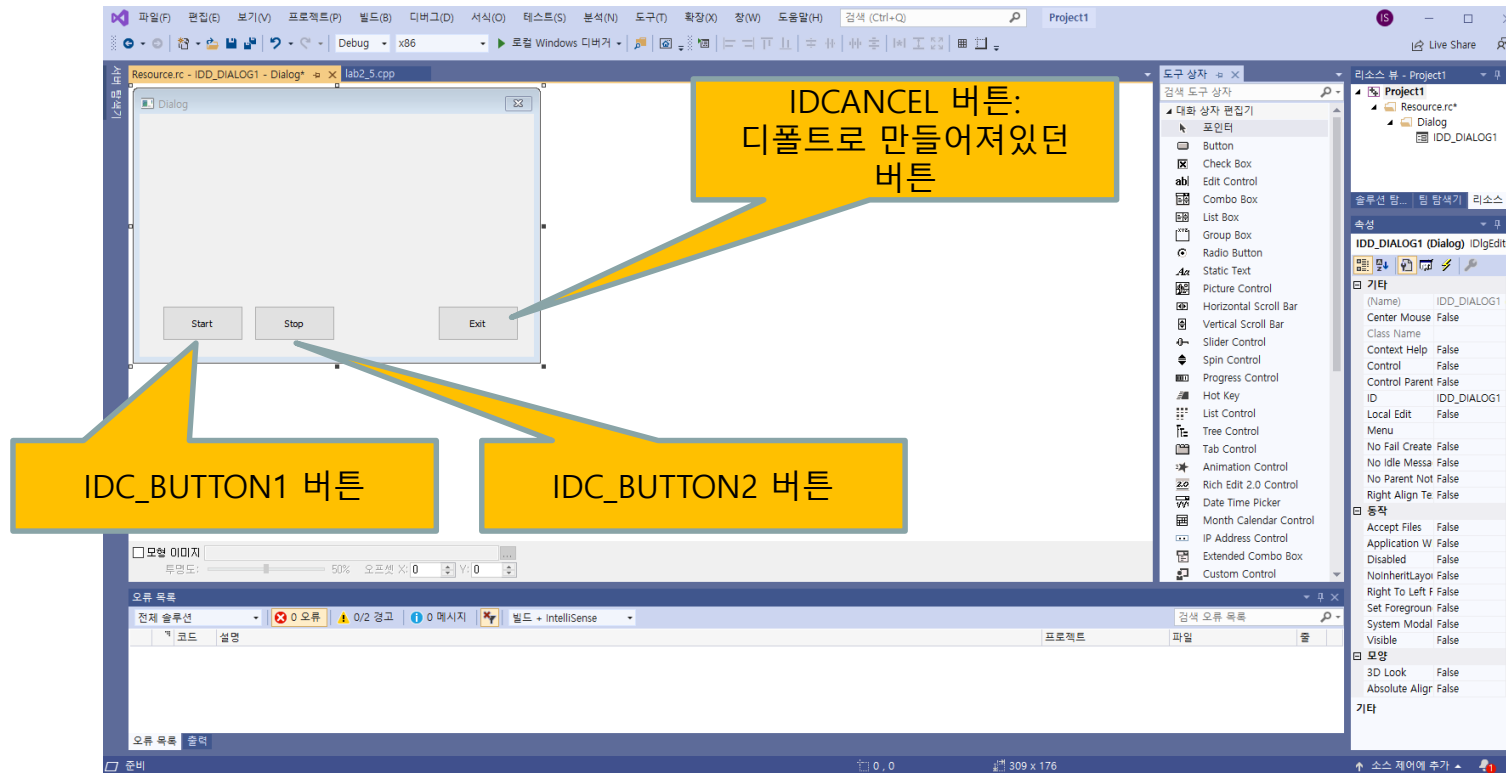 파일(F) 편집(E) 보기(V) 프로젝트(P) 빌드(B) 디버그(D) 서식(O) 테스트(S) 분석(N) 도구(T) 확장(X) 창(W) 도움말(H) 검색 (Ctrl+Q) Project1 IS
Debug x86 로컬 Windows 디버거 Live Share
서버 탐색기
Resource.rc - IDD_DIALOG1 - Dialog* lab2_5.cpp
Dialog
Start Stop Exit
IDCANCEL 버튼:
디폴트로 만들어져있던
버튼
IDC_BUTTON1 버튼
IDC_BUTTON2 버튼
모형 이미지 ...
투명도: 50% 오프셋 X: 0 Y: 0
도구 상자
검색 도구 상자
대화 상자 편집기
포인터
Button
Check Box
Edit Control
Combo Box
List Box
Group Box
Radio Button
Static Text
Picture Control
Horizontal Scroll Bar
Vertical Scroll Bar
Slider Control
Spin Control
Progress Control
Hot Key
List Control
Tree Control
Tab Control
Animation Control
Rich Edit 2.0 Control
Date Time Picker
Month Calendar Control
IP Address Control
Extended Combo Box
Custom Control
리소스 뷰 - Project1
Project1
Resource.rc*
Dialog
IDD_DIALOG1
솔루션 탐... 팀 탐색기 리소스
속성
IDD_DIALOG1 (Dialog) IDlgEdit
기타
(Name) IDD_DIALOG1
Center Mouse False
Class Name
Context Help False
Control False
Control Parent False
ID IDD_DIALOG1
Local Edit False
Menu
No Fail Create False
No Idle Messa False
No Parent Not False
Right Align Te: False
동작
Accept Files False
Application W False
Disabled False
NoInheritLayou False
Right To Left F False
Set Foregroun False
System Modal False
Visible False
모양
3D Look False
Absolute Aligr False
기타
오류 목록
전체 솔루션 0 오류 0/2 경고 0 메시지 빌드 + IntelliSense 검색 오류 목록
코드 설명 프로젝트 파일 줄
오류 목록 출력
준비 0 , 0 309 x 176 소스 제어에 추가 1